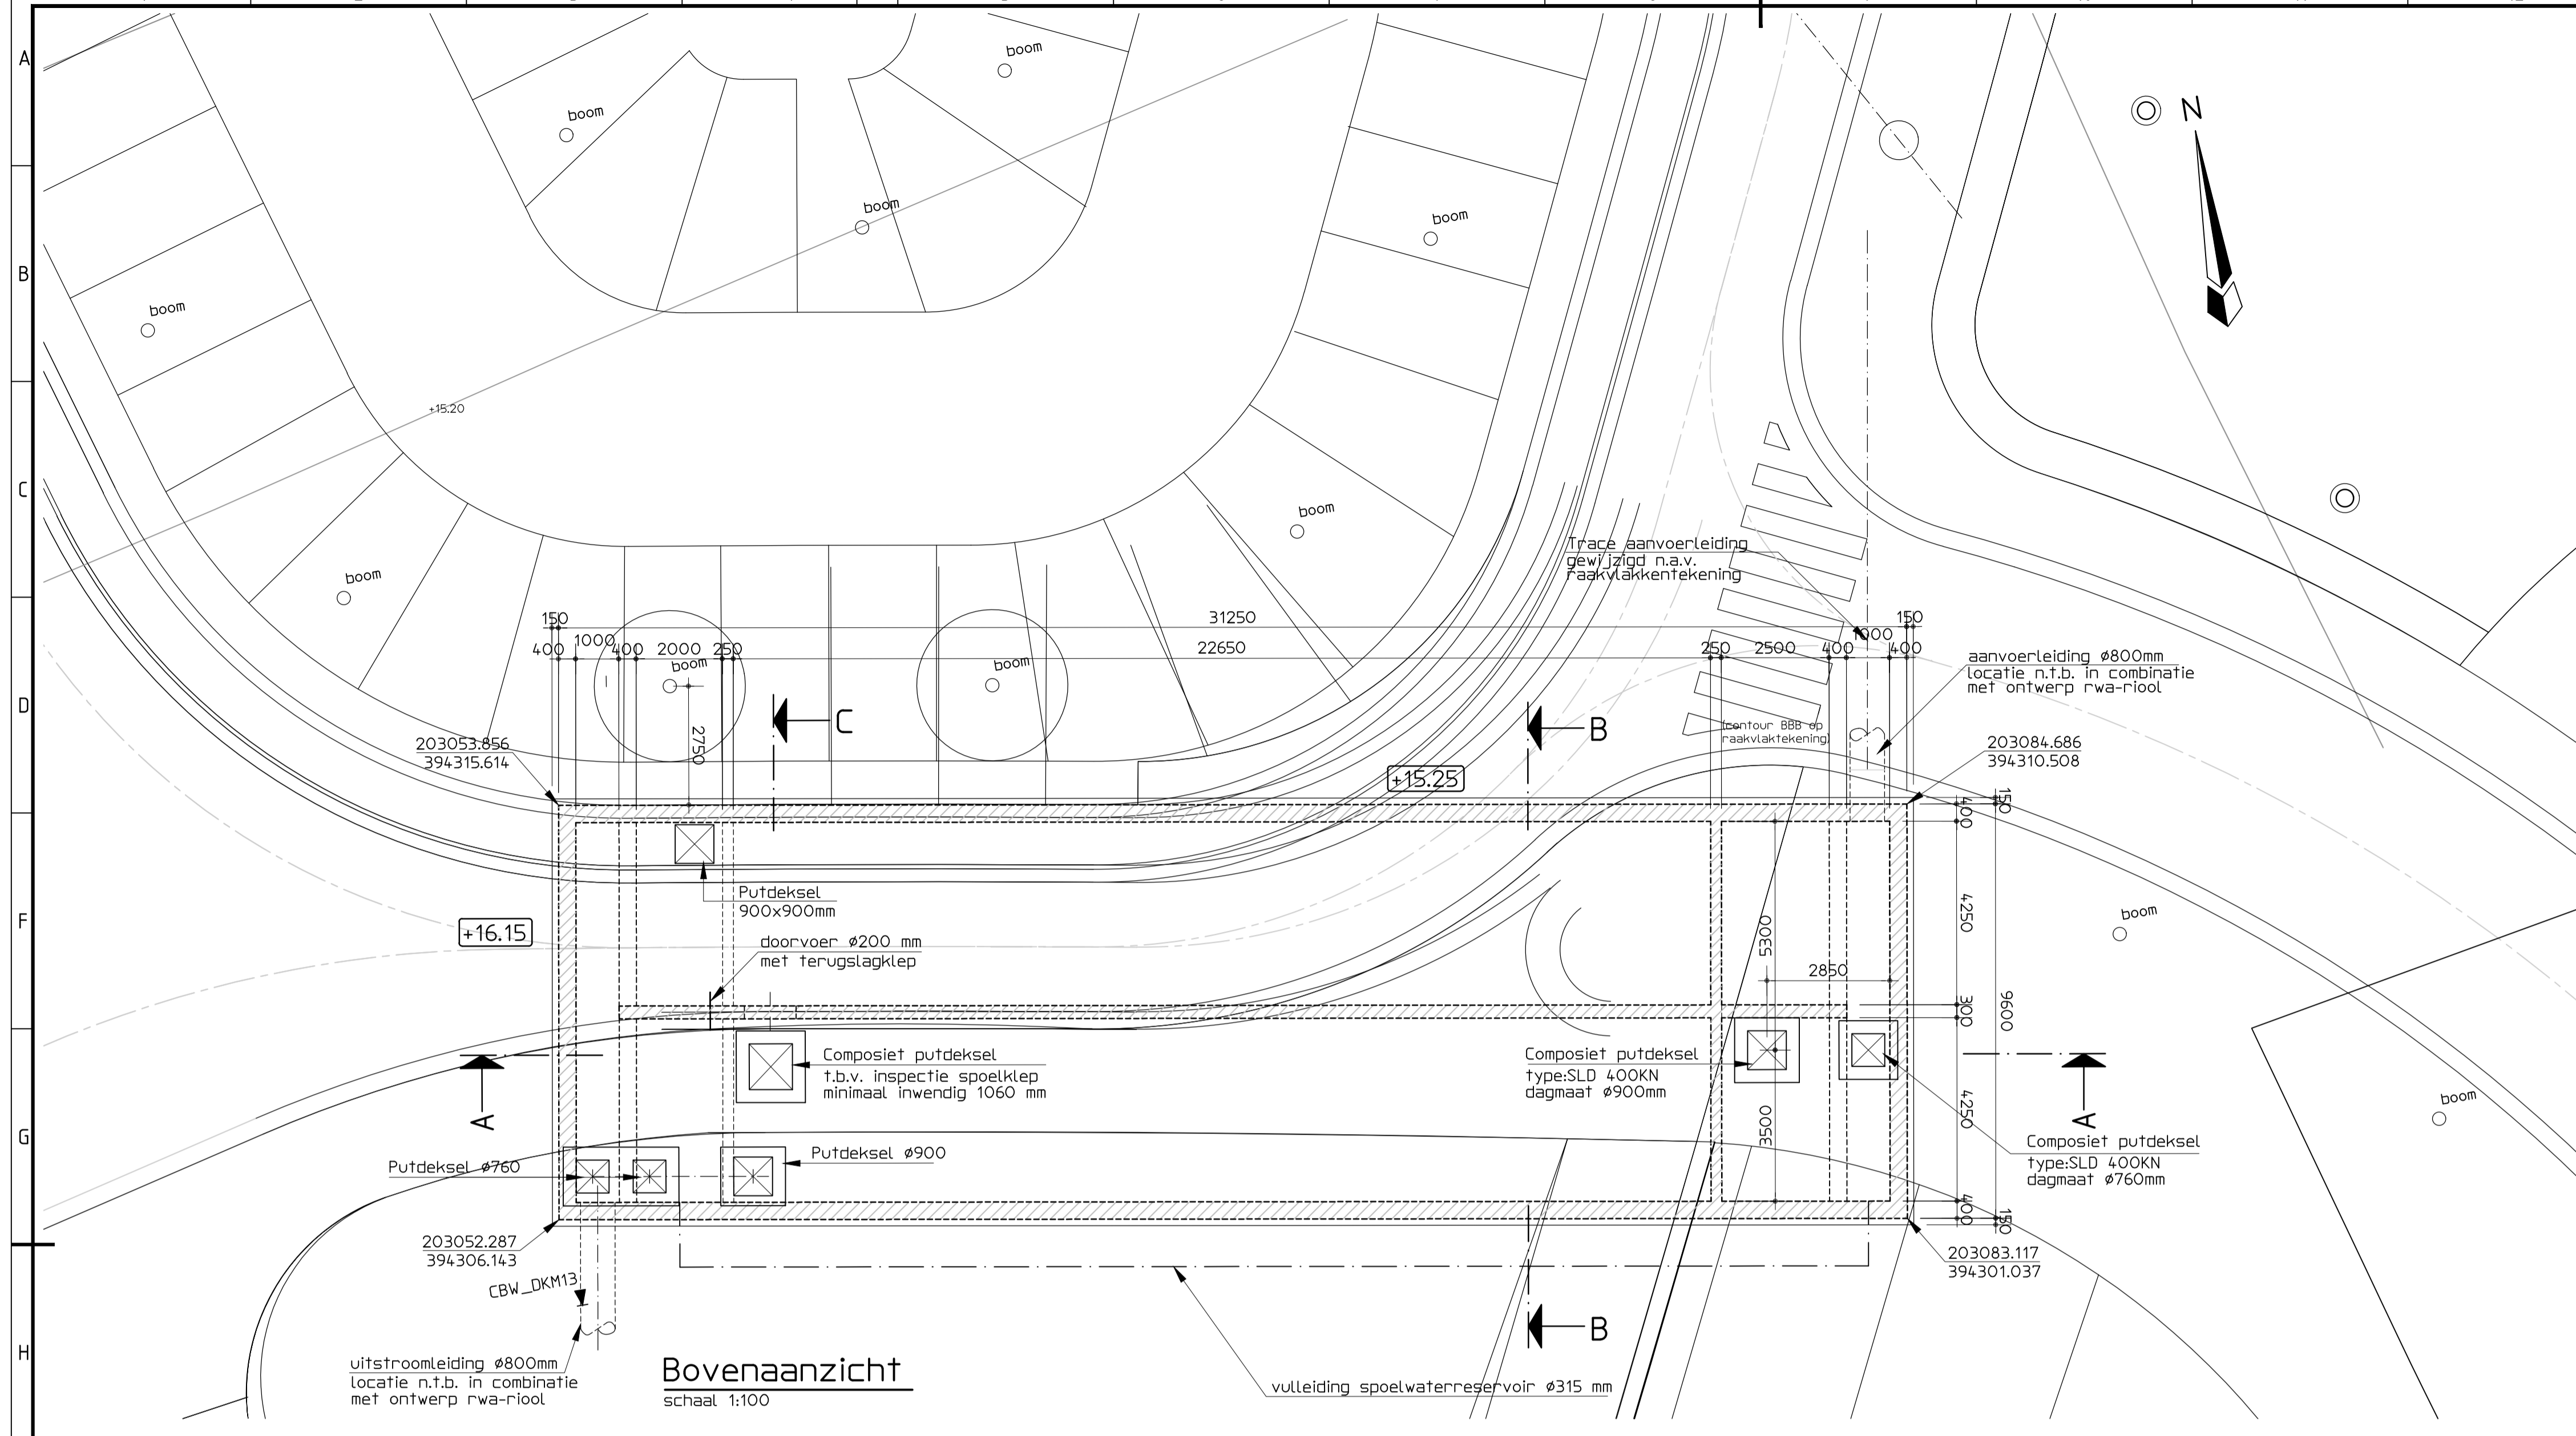 A
B
C
D
F
G
H
N
boom
boom
boom
boom
boom
boom
boom
boom
+15.20
Trace aanvoerleiding
gewijzigd n.a.v.
raakvlakkentekening
150
31250
150
400
1000
400
2000
250
22650
250
2500
400
1000
400
boom
boom
2750
C
B
aanvoerleiding ø800mm
locatie n.t.b. in combinatie
met ontwerp rwa-riool
(contour BBB op
raakvlaktekening)
203053.856
394315.614
203084.686
394310.508
+15.25
150
400
4250
300
9600
4250
400
150
Putdeksel
900x900mm
+16.15
doorvoer ø200 mm
met terugslagklep
5300
2850
3500
boom
boom
Composiet putdeksel
t.b.v. inspectie spoelklep
minimaal inwendig 1060 mm
Composiet putdeksel
type:SLD 400KN
dagmaat ø900mm
A
A
Composiet putdeksel
type:SLD 400KN
dagmaat ø760mm
Putdeksel ø760
Putdeksel ø900
203052.287
394306.143
203083.117
394301.037
CBW_DKM13
B
uitstroomleiding ø800mm
locatie n.t.b. in combinatie
met ontwerp rwa-riool
Bovenaanzicht
schaal 1:100
vulleiding spoelwaterreservoir ø315 mm